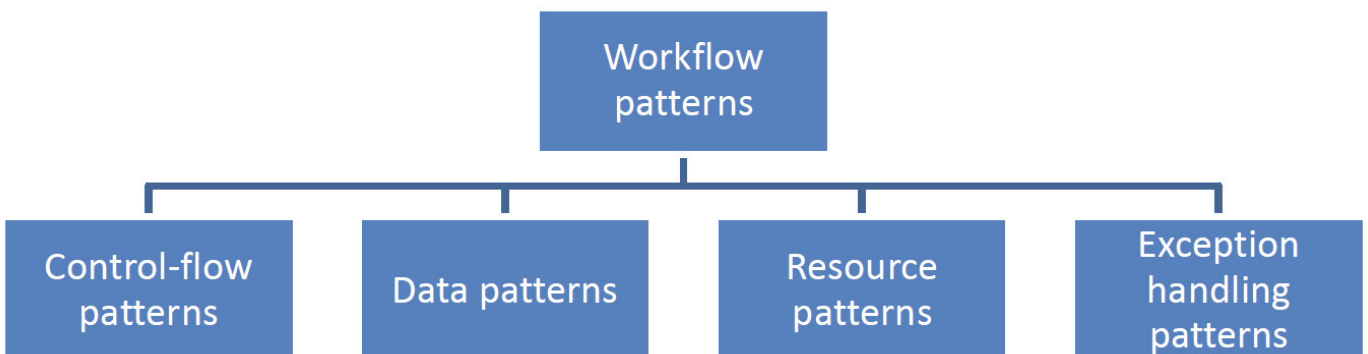 Workflow
patterns
Control-flow
patterns
Data patterns
Resource
patterns
Exception
handling
patterns